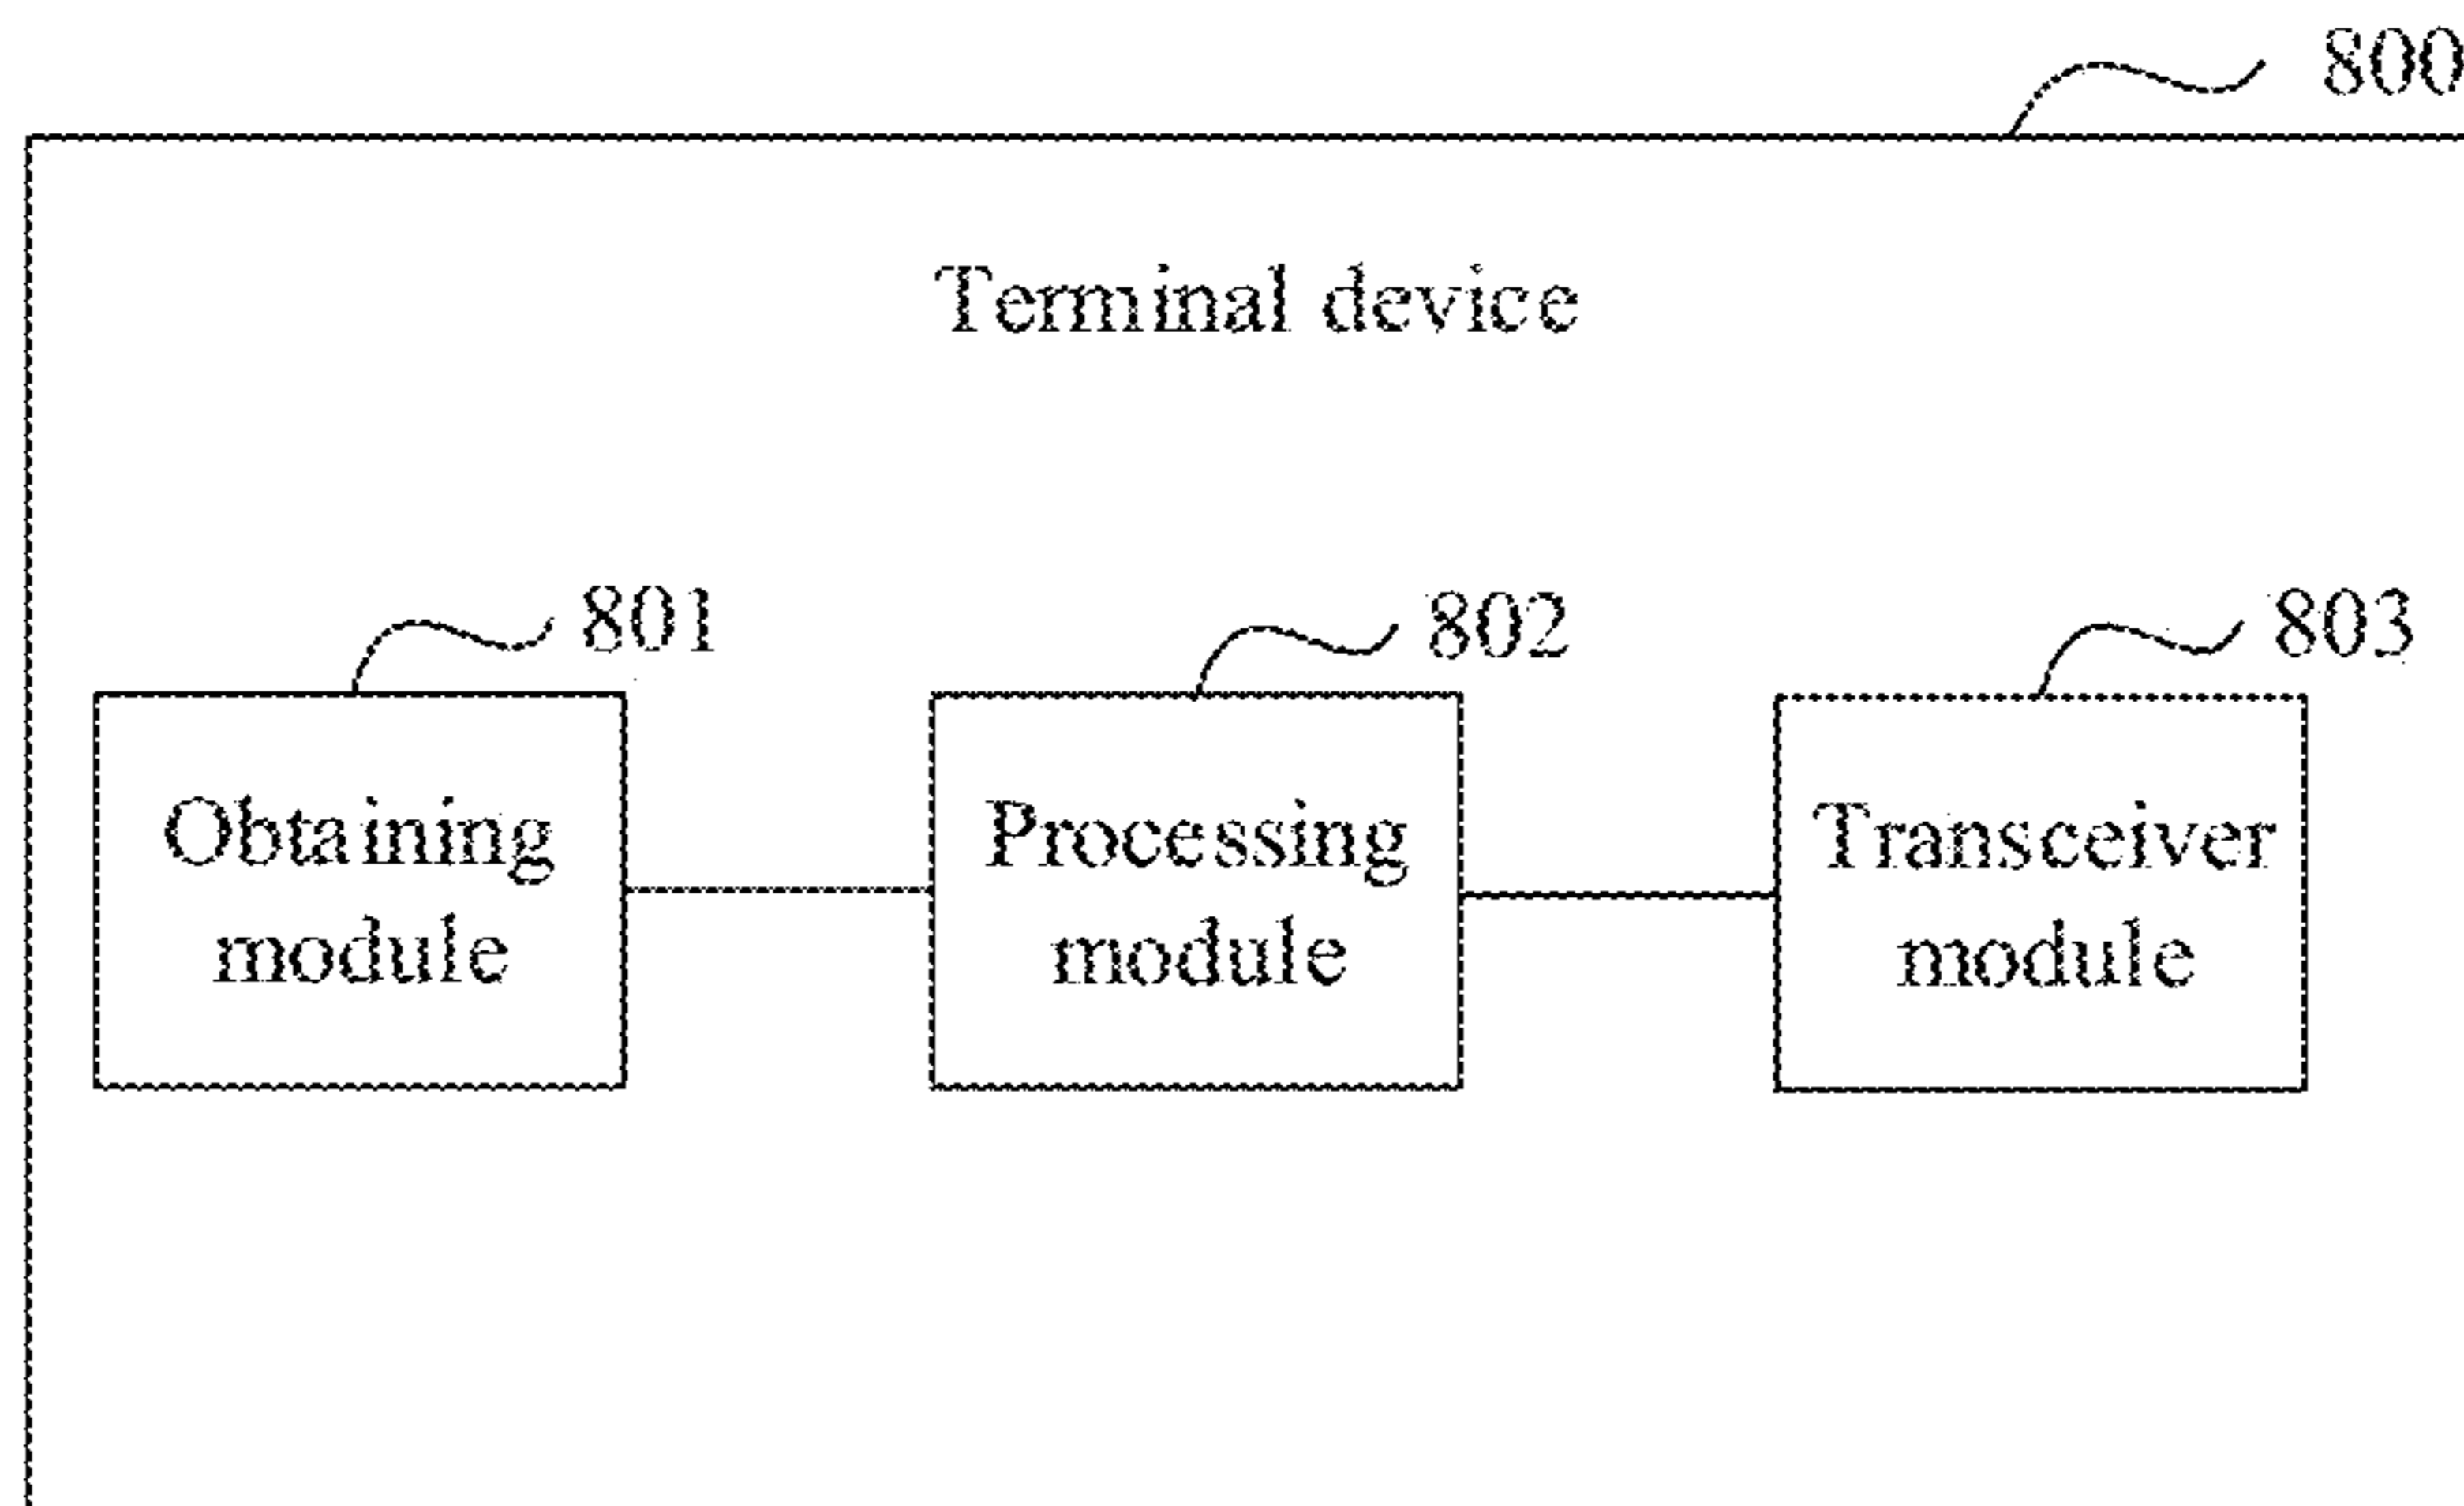 800
Terminal device
801
802
803
Obtaining
module
Processing
module
Transceiver
module